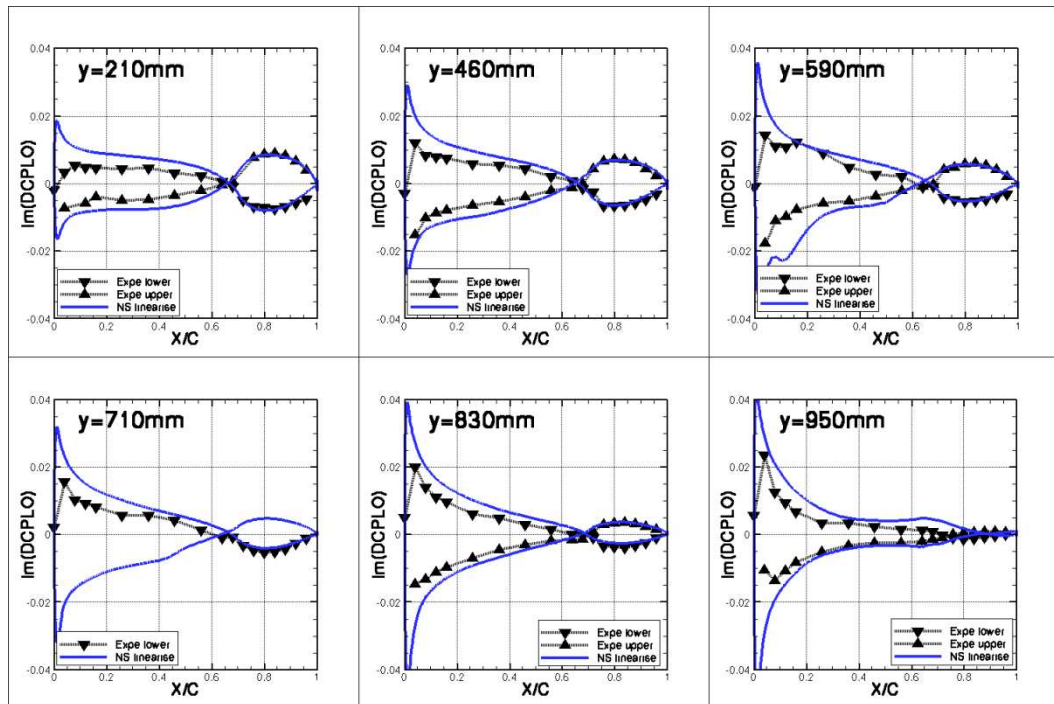 0.04
y=210mm
0.02
0
-0.02
-0.04
Im(DCPLO)
Expe lower
Expe upper
NS linearise
0 0.2 0.4 0.6 0.8 1
X/C
0.04
y=460mm
0.02
0
-0.02
-0.04
Im(DCPLO)
Expe lower
Expe upper
NS linearise
0 0.2 0.4 0.6 0.8 1
X/C
0.04
y=590mm
0.02
0
-0.02
-0.04
Im(DCPLO)
Expe lower
Expe upper
NS linearise
0 0.2 0.4 0.6 0.8 1
X/C
0.04
y=710mm
0.02
0
-0.02
-0.04
Im(DCPLO)
Expe lower
NS linearise
0 0.2 0.4 0.6 0.8 1
X/C
0.04
y=830mm
0.02
0
-0.02
-0.04
Im(DCPLO)
Expe lower
Expe upper
NS linearise
0 0.2 0.4 0.6 0.8 1
X/C
0.04
y=950mm
0.02
0
-0.02
-0.04
Im(DCPLO)
Expe lower
Expe upper
NS linearise
0 0.2 0.4 0.6 0.8 1
X/C